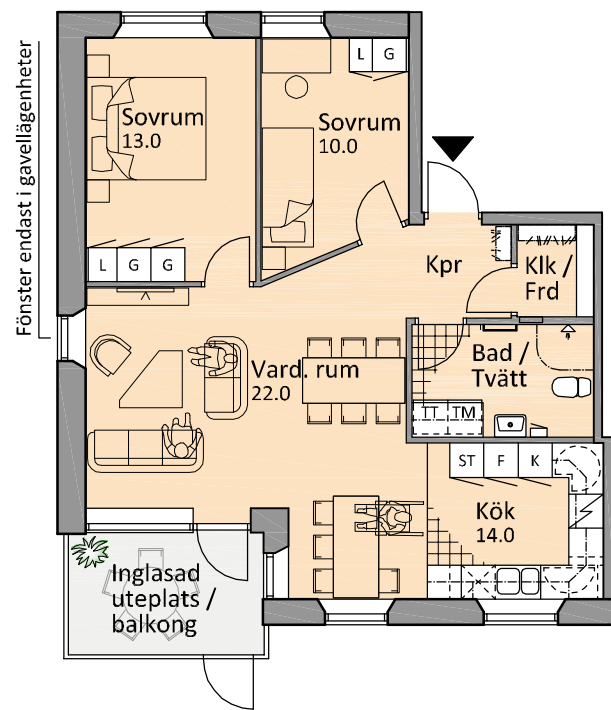 Fönster endast i gavellägenheter
L G
Sovrum
13.0
Sovrum
10.0
L G G
Kpr
Klk /
Frd
Bad /
Tvätt
Vard. rum
22.0
TT TM
ST F K
Kök
14.0
Inglasad
uteplats /
balkong